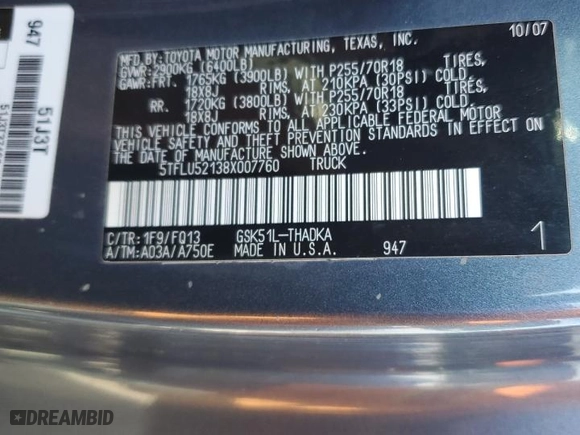 10/07
MFD.BY:TOYOTA MOTOR MANUFACTURING, TEXAS, INC.
GVWR:2900KG (6400LB)
GAWR:FRT. 1765KG (3900LB) WITH P255/70R18 TIRES,
18X8J RIMS, AT 210KPA (30PSI) COLD.
RR. 1720KG (3800LB) WITH P255/70R18 TIRES,
18X8J RIMS, AT 230KPA (33PSI) COLD.
THIS VEHICLE CONFORMS TO ALL APPLICABLE FEDERAL MOTOR
VEHICLE SAFETY AND THEFT PREVENTION STANDARDS IN EFFECT
ON THE DATE OF MANUFACTURE SHOWN ABOVE.
5TFLU52138X007760 TRUCK
C/TR: 1F9/FQ13 GSK51L-THADKA
A/TM: A03A/A750E MADE IN U.S.A. 947
1
947
51J3T
DREAMBID